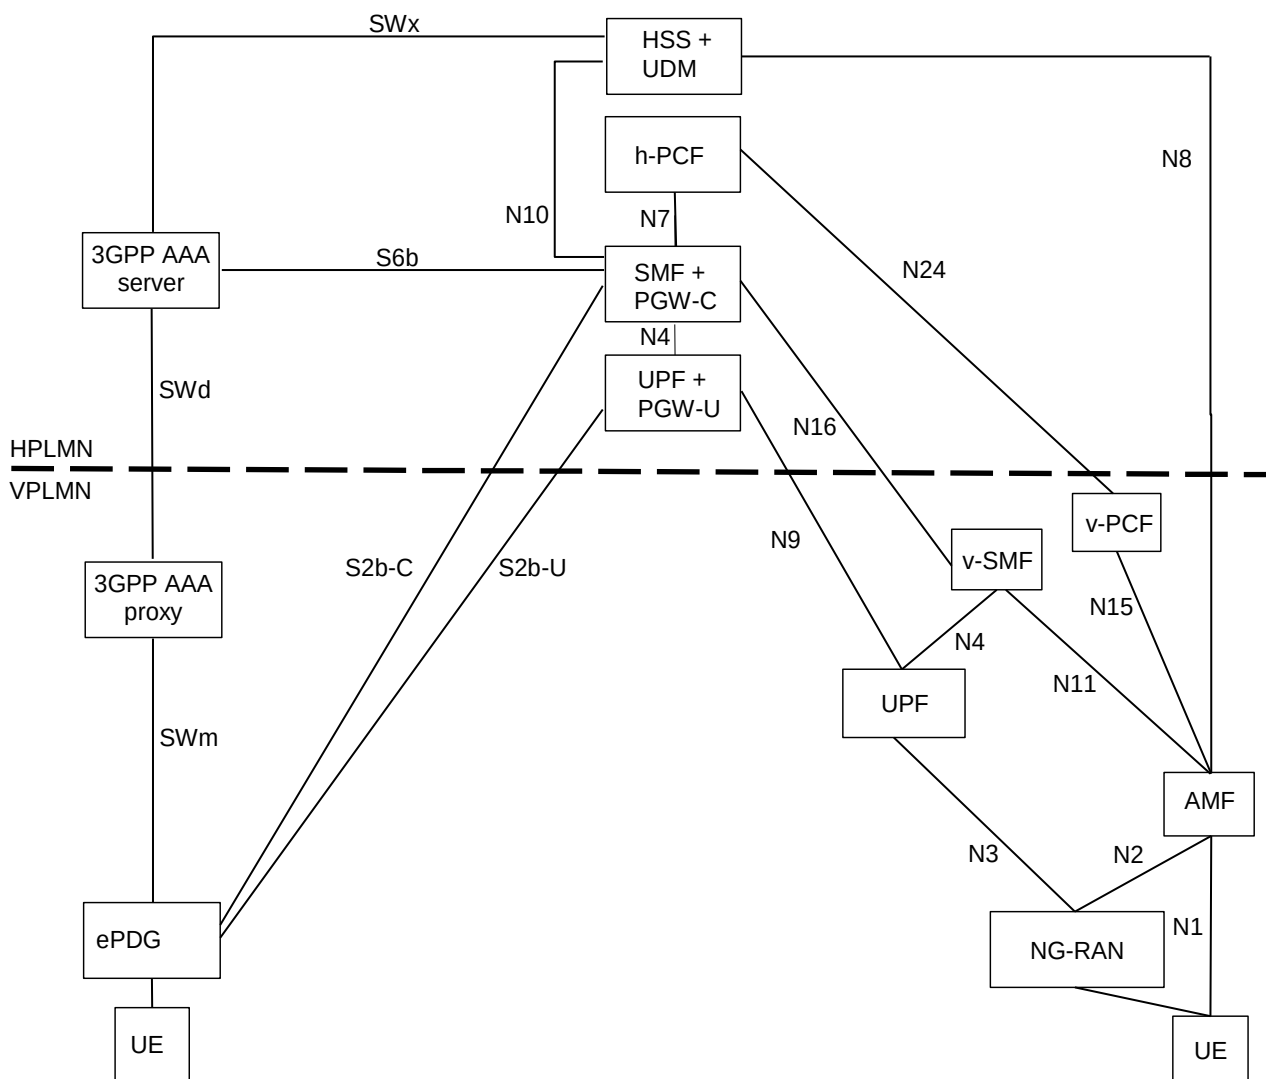 SWx
HSS +
UDM
h-PCF
N8
N10
N7
3GPP AAA
server
S6b
SMF +
PGW-C
N24
N4
UPF +
PGW-U
SWd
N16
HPLMN
VPLMN
v-PCF
N9
v-SMF
S2b-C
S2b-U
3GPP AAA
proxy
N15
N4
N11
UPF
SWm
AMF
N3
N2
N1
ePDG
NG-RAN
UE
UE